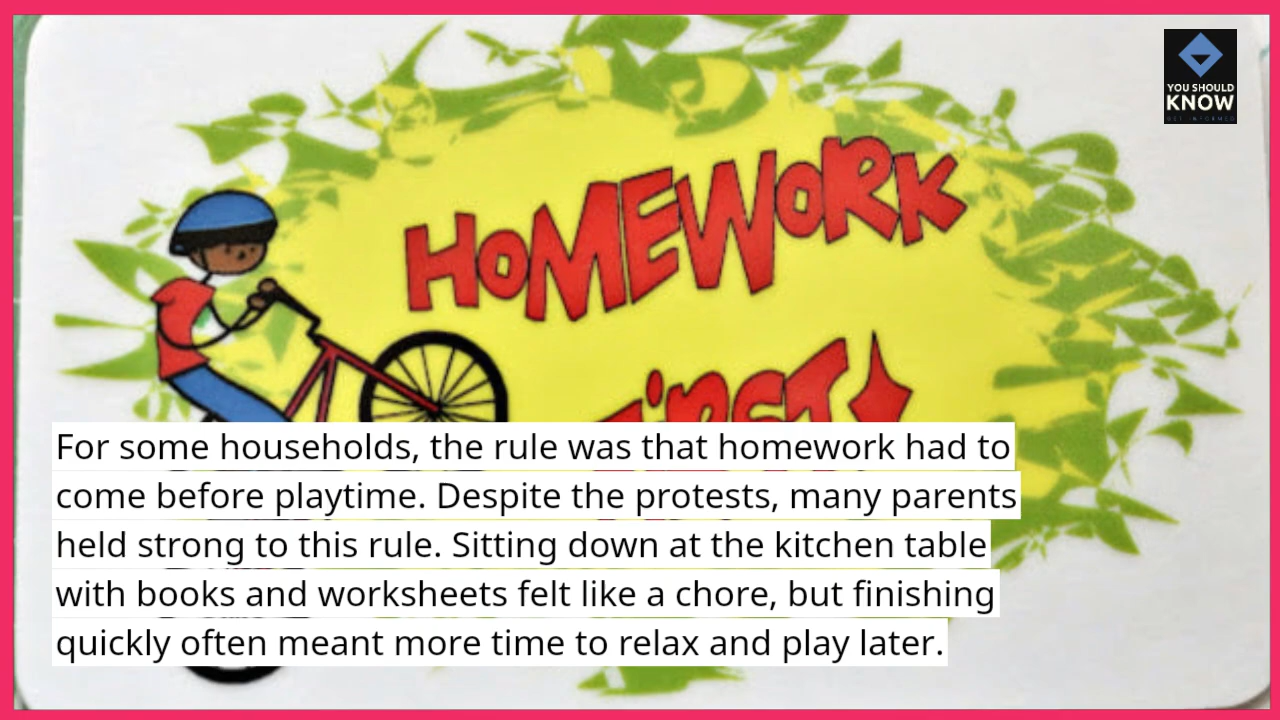 YOU SHOULD
KNOW
GET INFORMED
HOMEWORK
For some households, the rule was that homework had to
come before playtime. Despite the protests, many parents
held strong to this rule. Sitting down at the kitchen table
with books and worksheets felt like a chore, but finishing
quickly often meant more time to relax and play later.